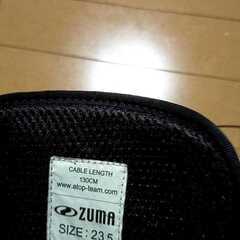 CABLE LENGTH
130CM
www.atop-team.com
ZUMA
SIZE: 23.5